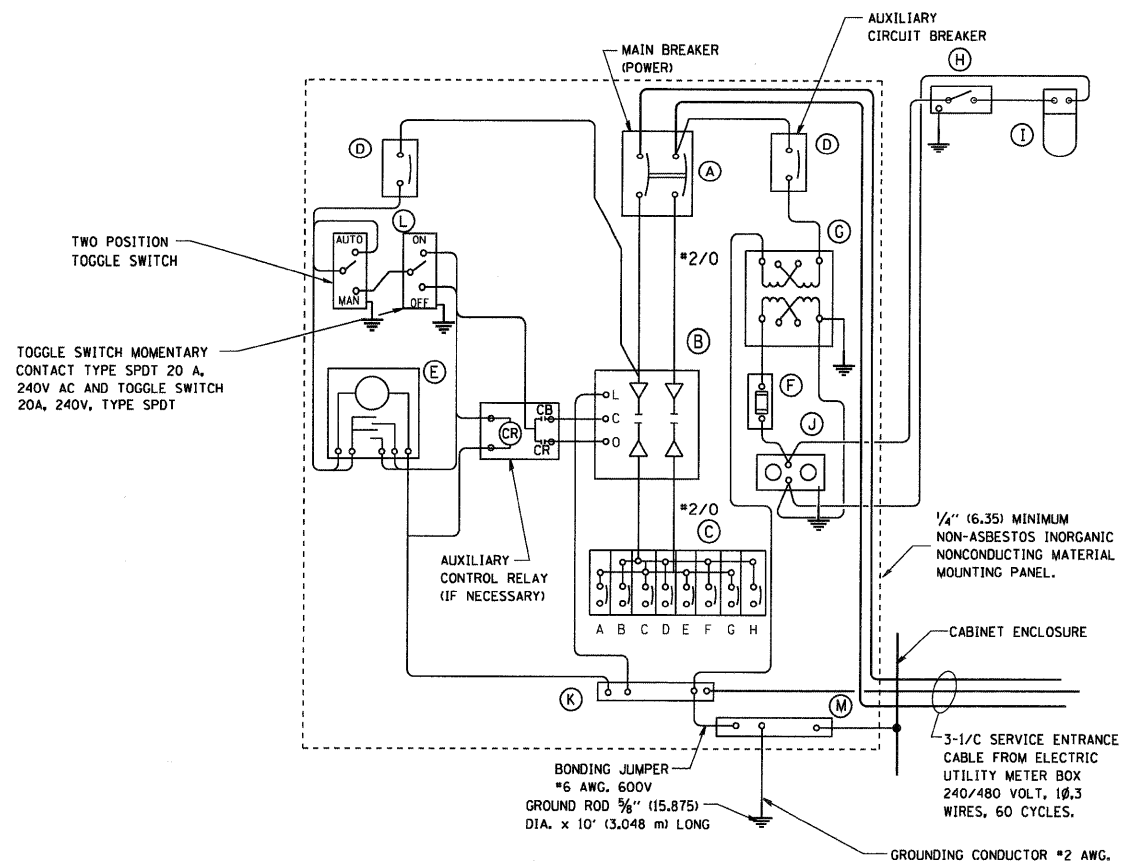 AUXILIARY
CIRCUIT BREAKER
MAIN BREAKER
(POWER)
H
I
D
A
D
L
G
TWO POSITION
TOGGLE SWITCH
AUTO
MAN
ON
OFF
#2/0
TOGGLE SWITCH MOMENTARY
CONTACT TYPE SPDT 20 A,
240V AC AND TOGGLE SWITCH
20A, 240V, TYPE SPDT
B
E
F
L
C
O
CB
CR
CR
J
#2/0
C
AUXILIARY
CONTROL RELAY
(IF NECESSARY)
1/4" (6.35) MINIMUM
NON-ASBESTOS INORGANIC
NONCONDUCTING MATERIAL
MOUNTING PANEL.
A B C D E F G H
CABINET ENCLOSURE
K
M
3-1/C SERVICE ENTRANCE
CABLE FROM ELECTRIC
UTILITY METER BOX
240/480 VOLT, 1Ø,3
WIRES, 60 CYCLES.
BONDING JUMPER
#6 AWG. 600V
GROUND ROD 5/8" (15.875)
DIA. x 10' (3.048 m) LONG
GROUNDING CONDUCTOR #2 AWG.